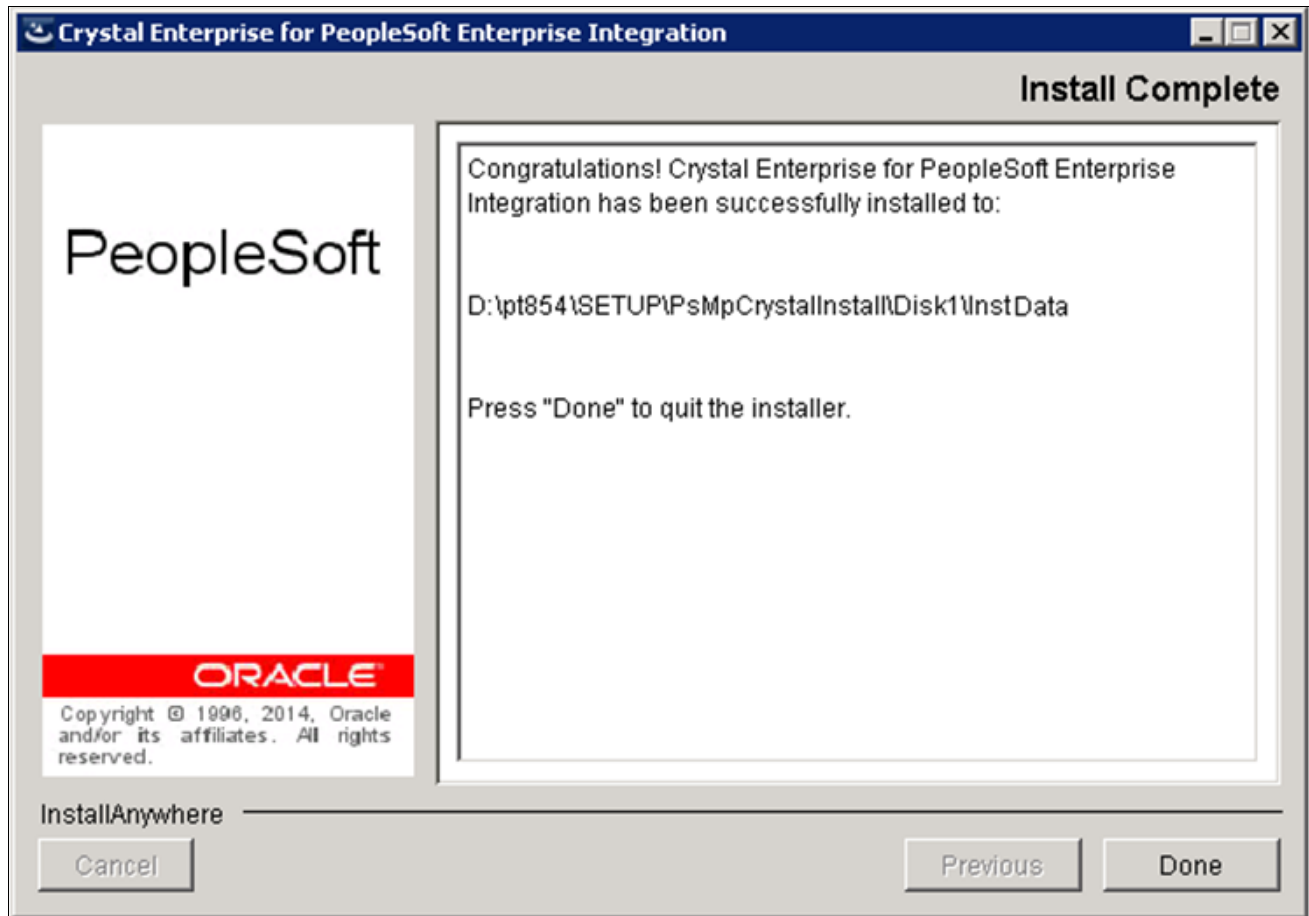 Crystal Enterprise for PeopleSoft Enterprise Integration
Install Complete
PeopleSoft
ORACLE
Copyright © 1996, 2014, Oracle
and/or its affiliates. All rights
reserved.
Congratulations! Crystal Enterprise for PeopleSoft Enterprise
Integration has been successfully installed to:
D:\pt854\SETUP\PsMpCrystalInstall\Disk1\InstData
Press "Done" to quit the installer.
InstallAnywhere
Cancel
Previous
Done